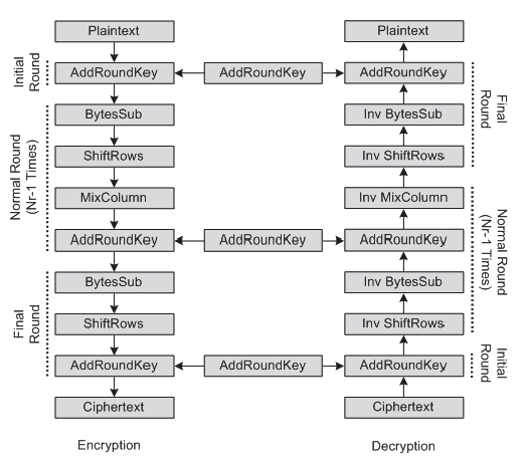 Plaintext
AddRoundKey
BytesSub
ShiftRows
MixColumn
AddRoundKey
BytesSub
ShiftRows
AddRoundKey
Ciphertext
Encryption
Initial
Round
Normal Round
(Nr-1 Times)
Final
Round
AddRoundKey
AddRoundKey
AddRoundKey
Plaintext
AddRoundKey
Inv BytesSub
Inv ShiftRows
Inv MixColumn
AddRoundKey
Inv BytesSub
Inv ShiftRows
AddRoundKey
Ciphertext
Decryption
Final
Round
Normal Round
(Nr-1 Times)
Initial
Round